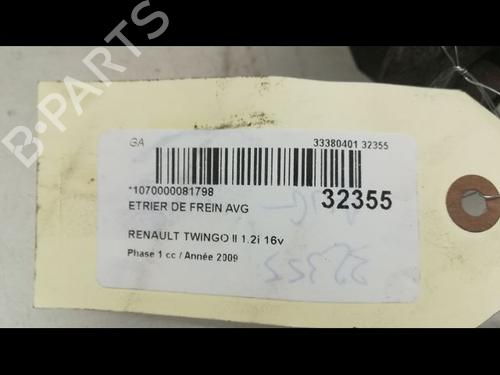 GA 33380401 32355
*1070000081798 32355
ETRIER DE FREIN AVG
RENAULT TWINGO II 1.2i 16v
Phase 1 cc / Année 2009
32355
B-PARTS